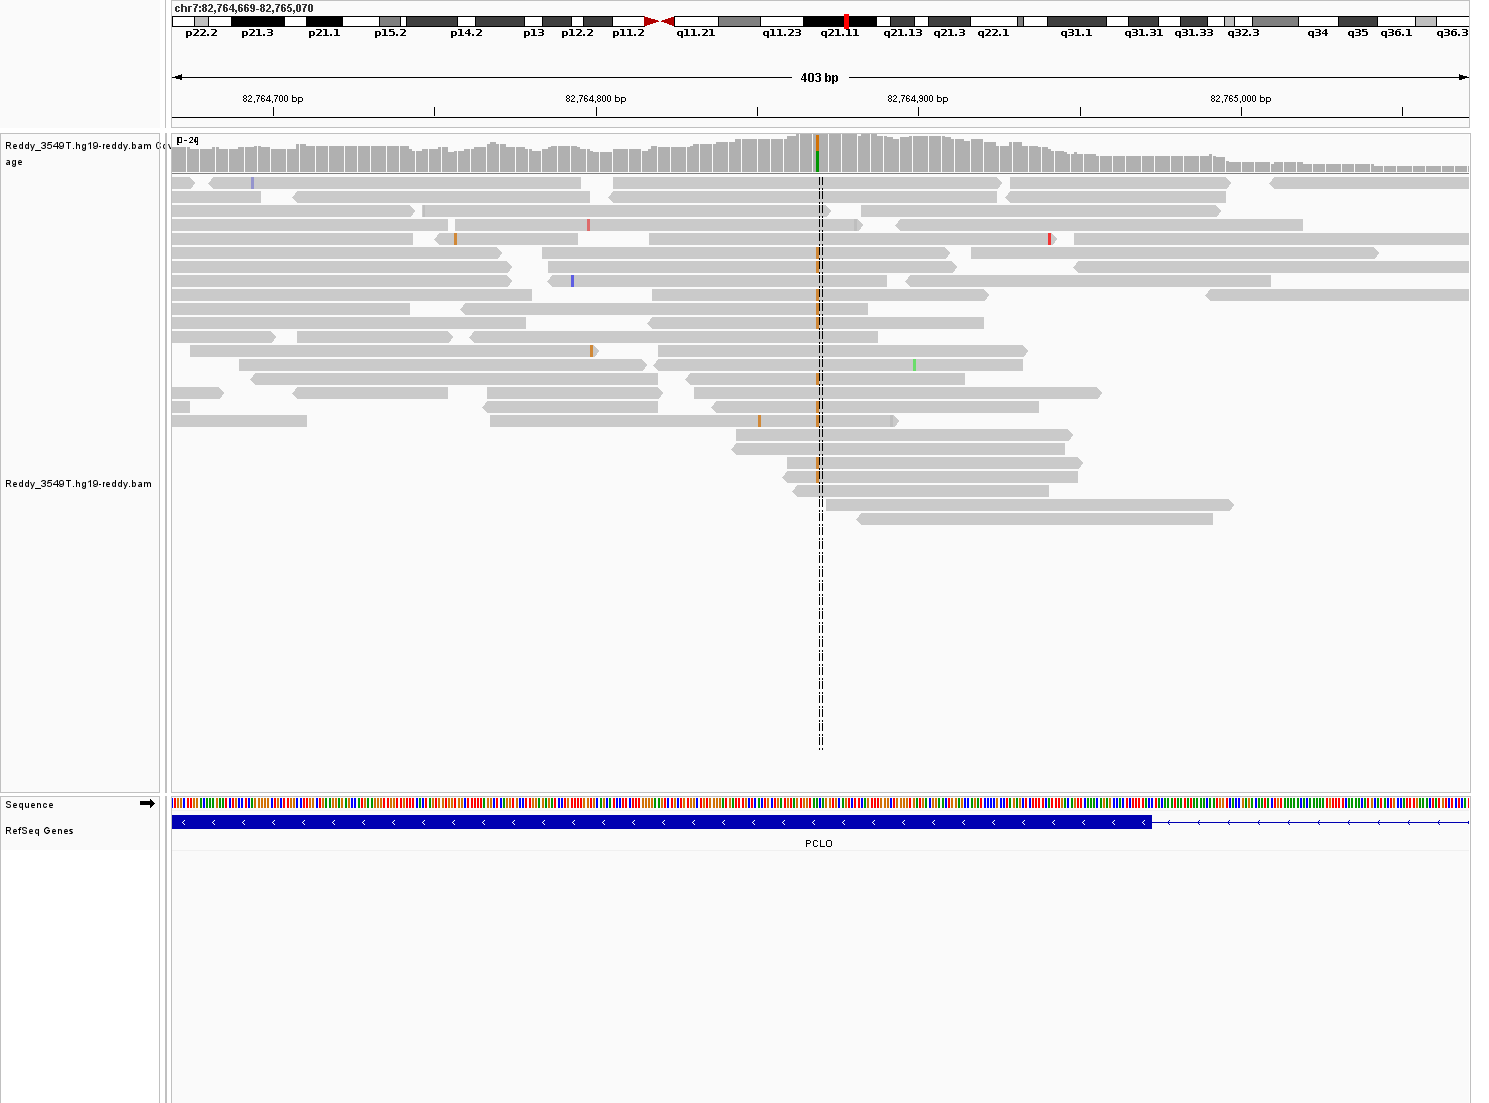 chr7:82,764,669-82,765,070
p22.2 p21.3 p21.1 p15.2 p14.2 p13 p12.2 p11.2 q11.21 q11.23 q21.11 q21.13 q21.3 q22.1 q31.1 q31.31 q31.33 q32.3 q34 q35 q36.1 q36.3
403 bp
82,764,700 bp 82,764,800 bp 82,764,900 bp 82,765,000 bp
Reddy_3549T.hg19-reddy.bam Cov
age
Reddy_3549T.hg19-reddy.bam
Sequence
RefSeq Genes
PCLO